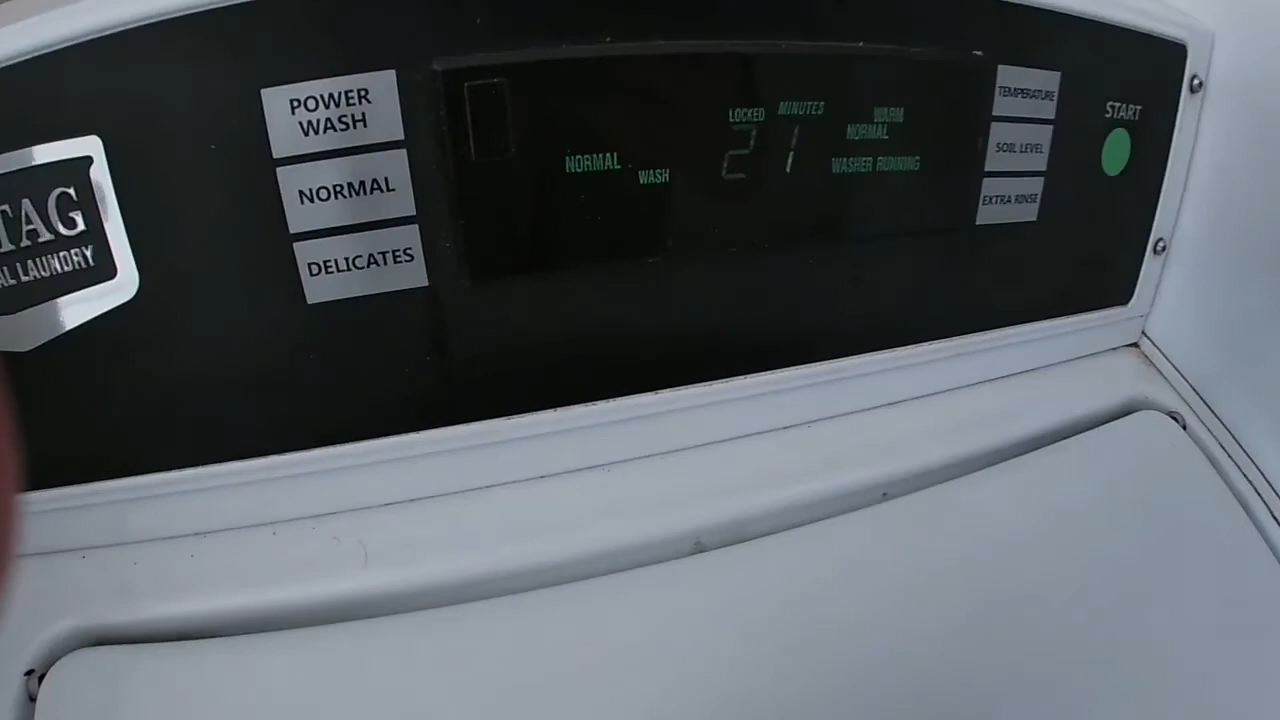 TAG
AL LAUNDRY
POWER
WASH
NORMAL
DELICATES
NORMAL
WASH
LOCKED
MINUTES
21
WARM
NORMAL
WASHER RUNNING
TEMPERATURE
SOIL LEVEL
EXTRA RINSE
START